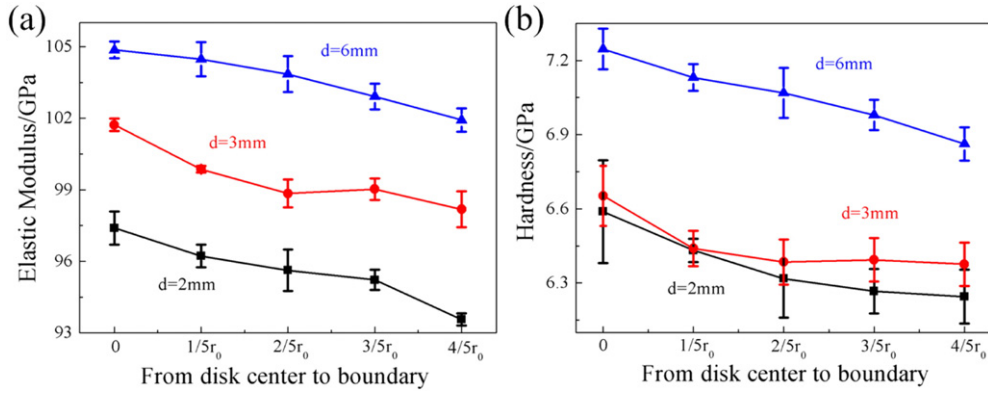 (a)
Elastic Modulus/GPa
105
102
99
96
93
d=6mm
d=3mm
d=2mm
0 1/5r₀ 2/5r₀ 3/5r₀ 4/5r₀
From disk center to boundary
(b)
Hardness/GPa
7.2
6.9
6.6
6.3
d=6mm
d=3mm
d=2mm
0 1/5r₀ 2/5r₀ 3/5r₀ 4/5r₀
From disk center to boundary